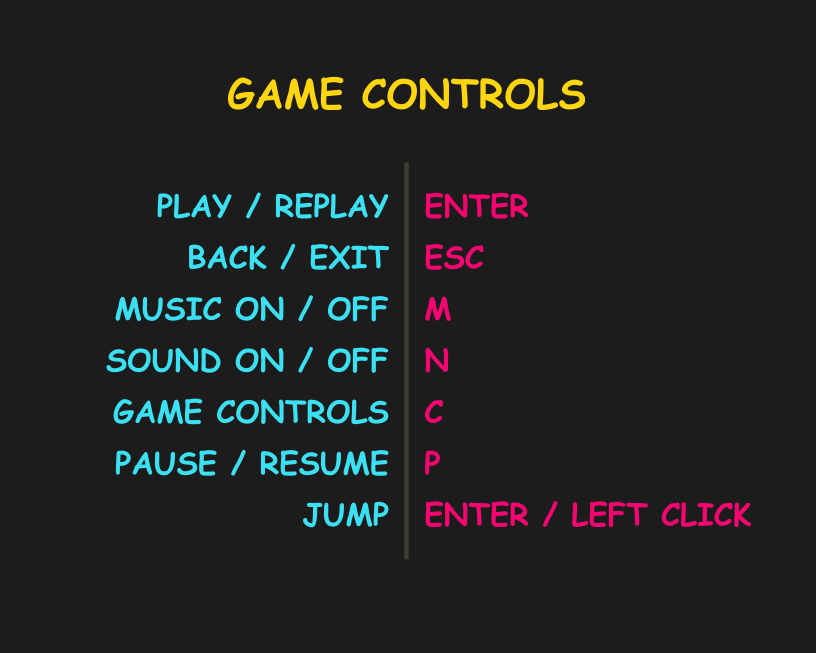 GAME CONTROLS
PLAY / REPLAY ENTER
BACK / EXIT ESC
MUSIC ON / OFF M
SOUND ON / OFF N
GAME CONTROLS C
PAUSE / RESUME P
JUMP ENTER / LEFT CLICK